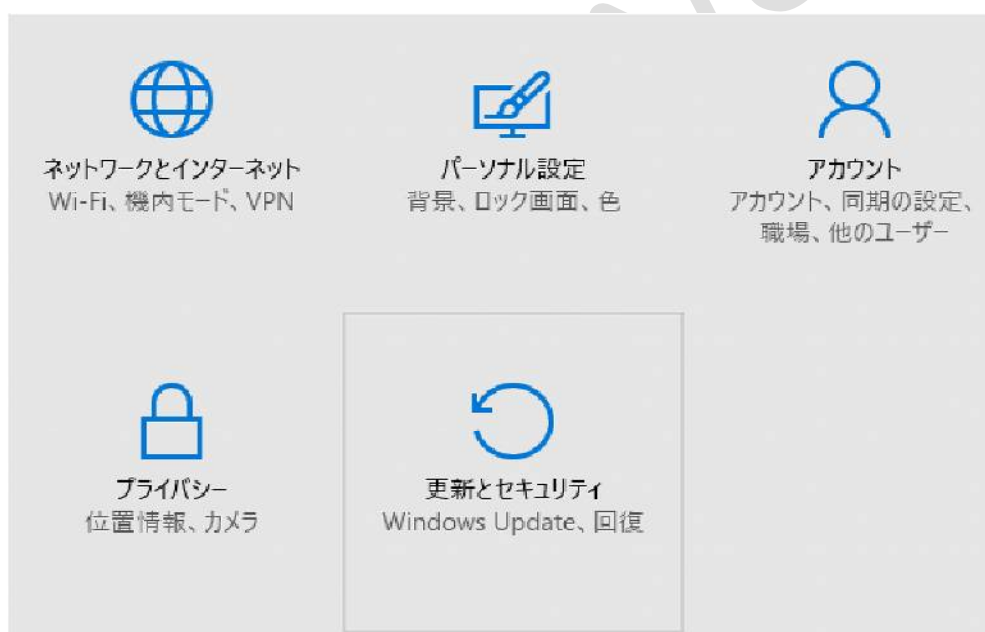 ネットワークとインターネット
Wi-Fi、機内モード、VPN
パーソナル設定
背景、ロック画面、色
アカウント
アカウント、同期の設定、
職場、他のユーザー
プライバシー
位置情報、カメラ
更新とセキュリティ
Windows Update、回復